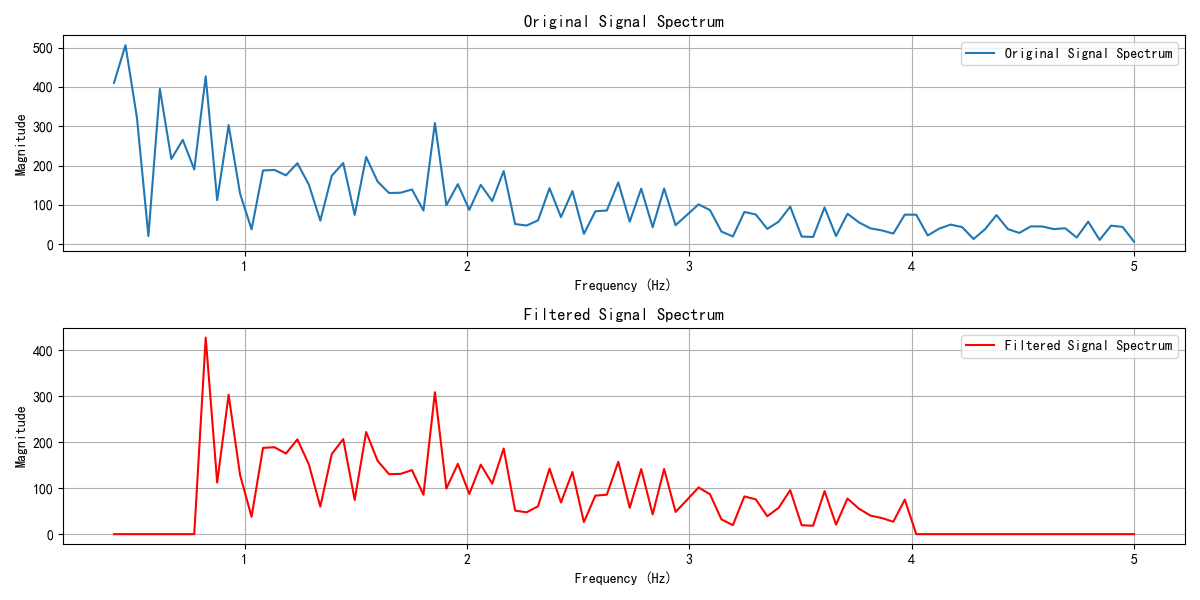 Original Signal Spectrum
Original Signal Spectrum
500
400
300
200
100
0
Magnitude
1 2 3 4 5
Frequency (Hz)
Filtered Signal Spectrum
Filtered Signal Spectrum
400
300
200
100
0
Magnitude
1 2 3 4 5
Frequency (Hz)